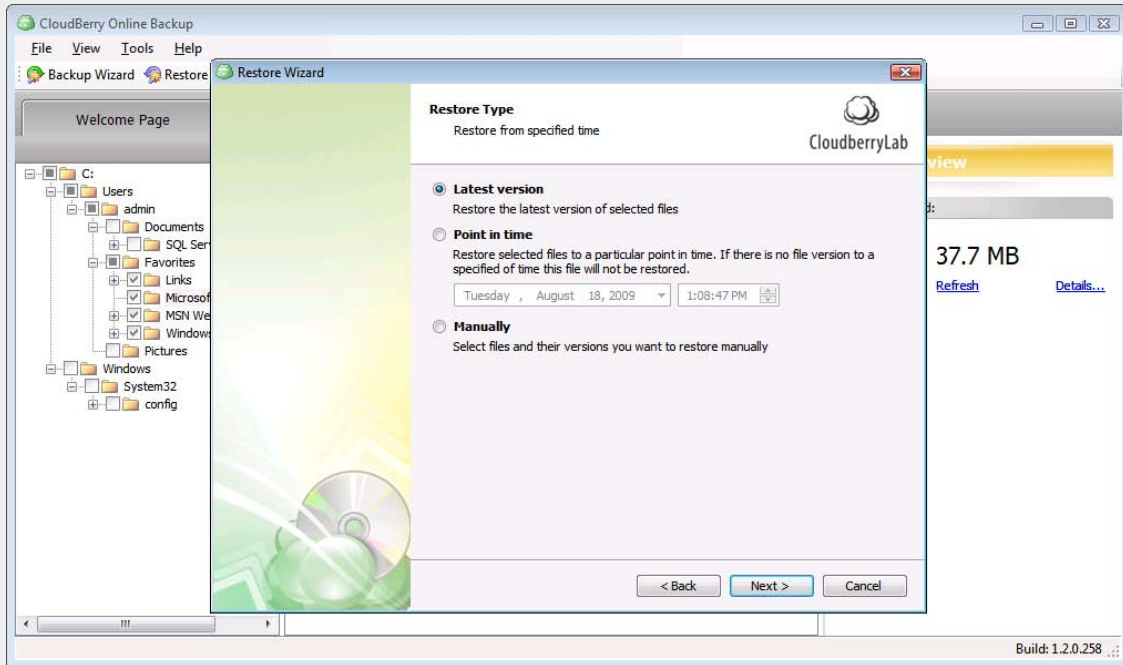 CloudBerry Online Backup
File View Tools Help
Backup Wizard Restore
Welcome Page
C:
Users
admin
Documents
SQL Ser
Favorites
Links
Microsof
MSN We
Window
Pictures
Windows
System32
config
Restore Wizard
Restore Type
Restore from specified time
CloudberryLab
Latest version
Restore the latest version of selected files
Point in time
Restore selected files to a particular point in time. If there is no file version to a
specified of time this file will not be restored.
Tuesday , August 18, 2009 1:08:47 PM
Manually
Select files and their versions you want to restore manually
< Back Next > Cancel
view
d:
37.7 MB
Refresh Details...
Build: 1.2.0.258